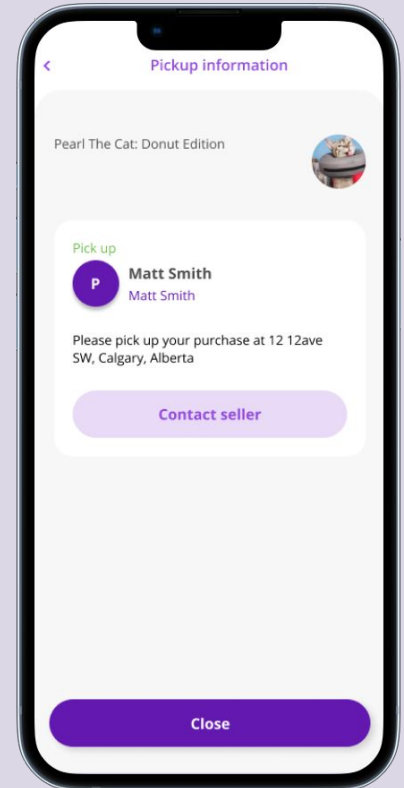 Pickup information
Pearl The Cat: Donut Edition
Pick up
P
Matt Smith
Matt Smith
Please pick up your purchase at 12 12ave
SW, Calgary, Alberta
Contact seller
Close